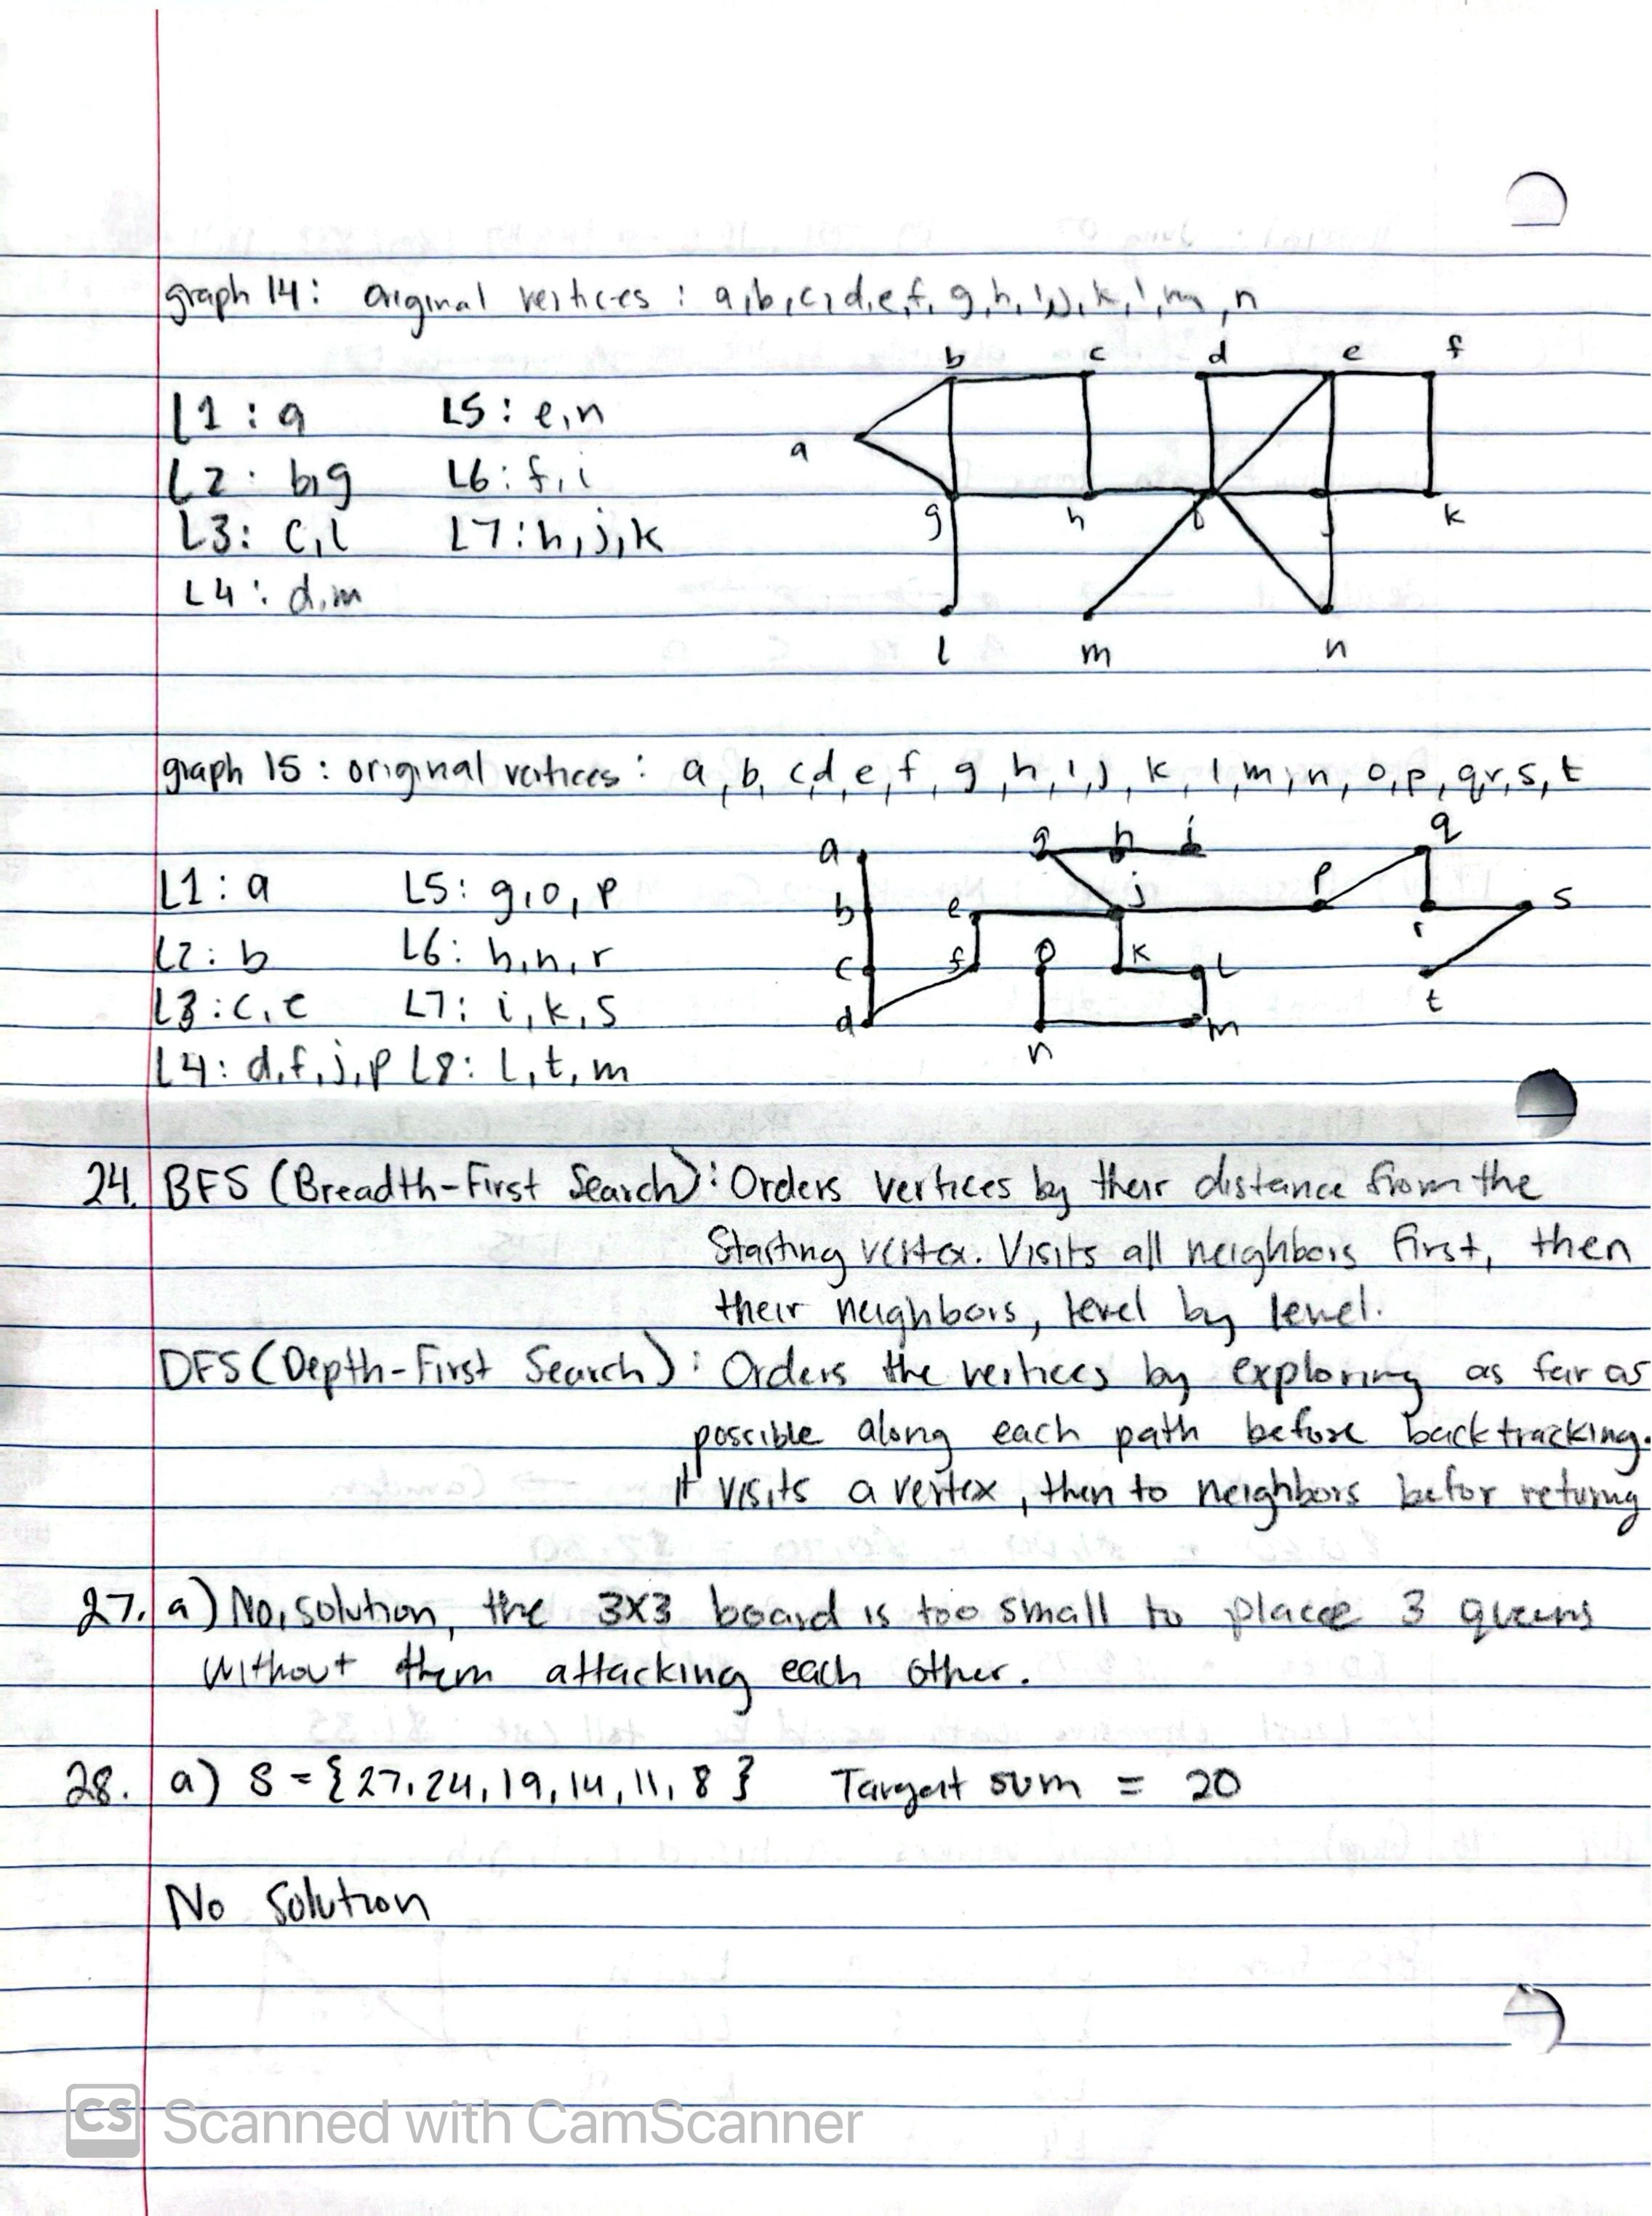 graph 14: original vertices : a,b,c,d,e,f,g,h,i,j,k,l,m,n
b c d e f
L1 : a L5 : e,n
a
L2 : b,g L6 : f,i
g h j k
L3: c,l L7: h,j,k
L4 : d,m
l m n
graph 15 : original vertices : a, b, c,d, e, f, g, h, i,j, k, l, m, n, o,p, q,r,s,t
g h i q
a
L1 : a L5 : g,o,p
b e j p s
r
L2 : b L6 : h,n,r
c f o k l
L3 : c,e L7: i,k,s
t
d m
L4 : d,f,j,p L8 : l,t,m
n
24. BFS (Breadth-First Search): Orders vertices by their distance from the
Starting vertex. Visits all neighbors first, then
their neighbors, level by level.
DFS (Depth-First Search): Orders the vertices by exploring as far as
possible along each path before backtracking.
It visits a vertex, then to neighbors befor returng
27. a) No, solution, the 3x3 board is too small to place 3 queens
without them attacking each other.
28. a) S = {27,24,19,14,11,8} Target sum = 20
No Solution
CS Scanned with CamScanner